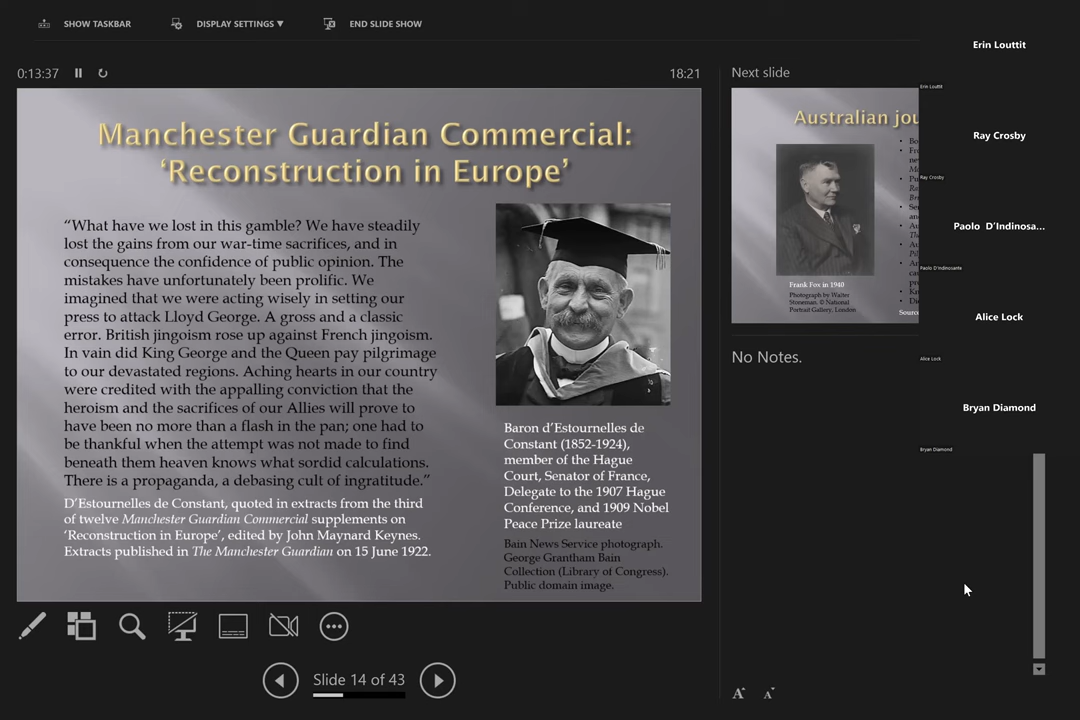 SHOW TASKBAR
DISPLAY SETTINGS ▼
END SLIDE SHOW
0:13:37
18:21
Manchester Guardian Commercial:
‘Reconstruction in Europe’
“What have we lost in this gamble? We have steadily
lost the gains from our war-time sacrifices, and in
consequence the confidence of public opinion. The
mistakes have unfortunately been prolific. We
imagined that we were acting wisely in setting our
press to attack Lloyd George. A gross and a classic
error. British jingoism rose up against French jingoism.
In vain did King George and the Queen pay pilgrimage
to our devastated regions. Aching hearts in our country
were credited with the appalling conviction that the
heroism and the sacrifices of our Allies will prove to
have been no more than a flash in the pan; one had to
be thankful when the attempt was not made to find
beneath them heaven knows what sordid calculations.
There is a propaganda, a debasing cult of ingratitude.”
D’Estournelles de Constant, quoted in extracts from the third
of twelve Manchester Guardian Commercial supplements on
‘Reconstruction in Europe’, edited by John Maynard Keynes.
Extracts published in The Manchester Guardian on 15 June 1922.
Baron d’Estournelles de
Constant (1852-1924),
member of the Hague
Court, Senator of France,
Delegate to the 1907 Hague
Conference, and 1909 Nobel
Peace Prize laureate
Bain News Service photograph.
George Grantham Bain
Collection (Library of Congress).
Public domain image.
Slide 14 of 43
Next slide
Australian jou
Frank Fox in 1940
Photograph by Walter
Stoneman. © National
Portrait Gallery, London
Sourc
No Notes.
A A
Erin Louttit
Erin Louttit
Ray Crosby
Ray Crosby
Paolo D'Indinosa...
Paolo D'Indinosante
Alice Lock
Alice Lock
Bryan Diamond
Bryan Diamond